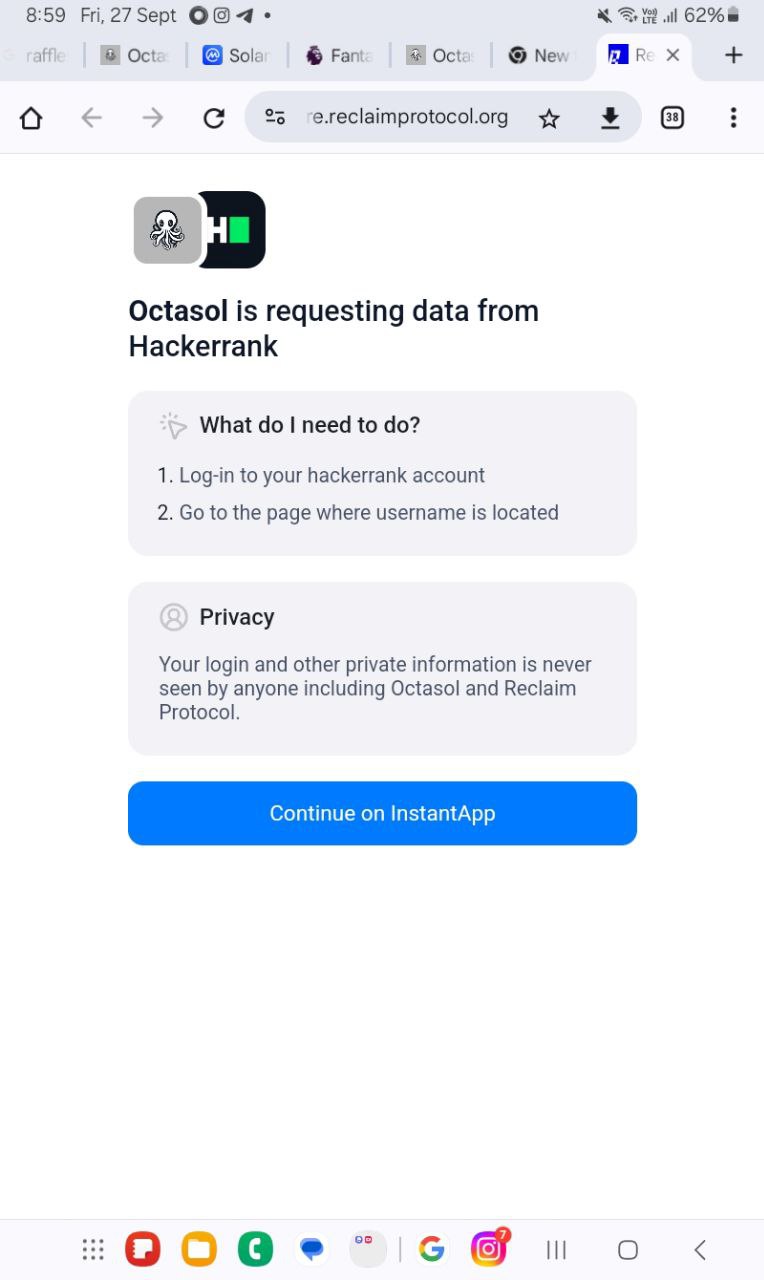 8:59 Fri, 27 Sept 62%
raffle Octa Solar Fanta Octa New Re
re.reclaimprotocol.org 38
H
Octasol is requesting data from
Hackerrank
What do I need to do?
1. Log-in to your hackerrank account
2. Go to the page where username is located
Privacy
Your login and other private information is never
seen by anyone including Octasol and Reclaim
Protocol.
Continue on InstantApp
7